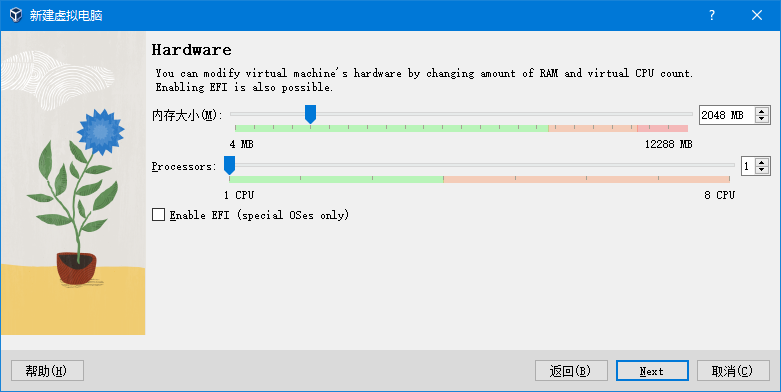 新建虚拟电脑
Hardware
You can modify virtual machine's hardware by changing amount of RAM and virtual CPU count.
Enabling EFI is also possible.
内存大小(M): 2048 MB
4 MB 12288 MB
Processors: 1
1 CPU 8 CPU
Enable EFI (special OSes only)
帮助(H) 返回(B) Next 取消(C)